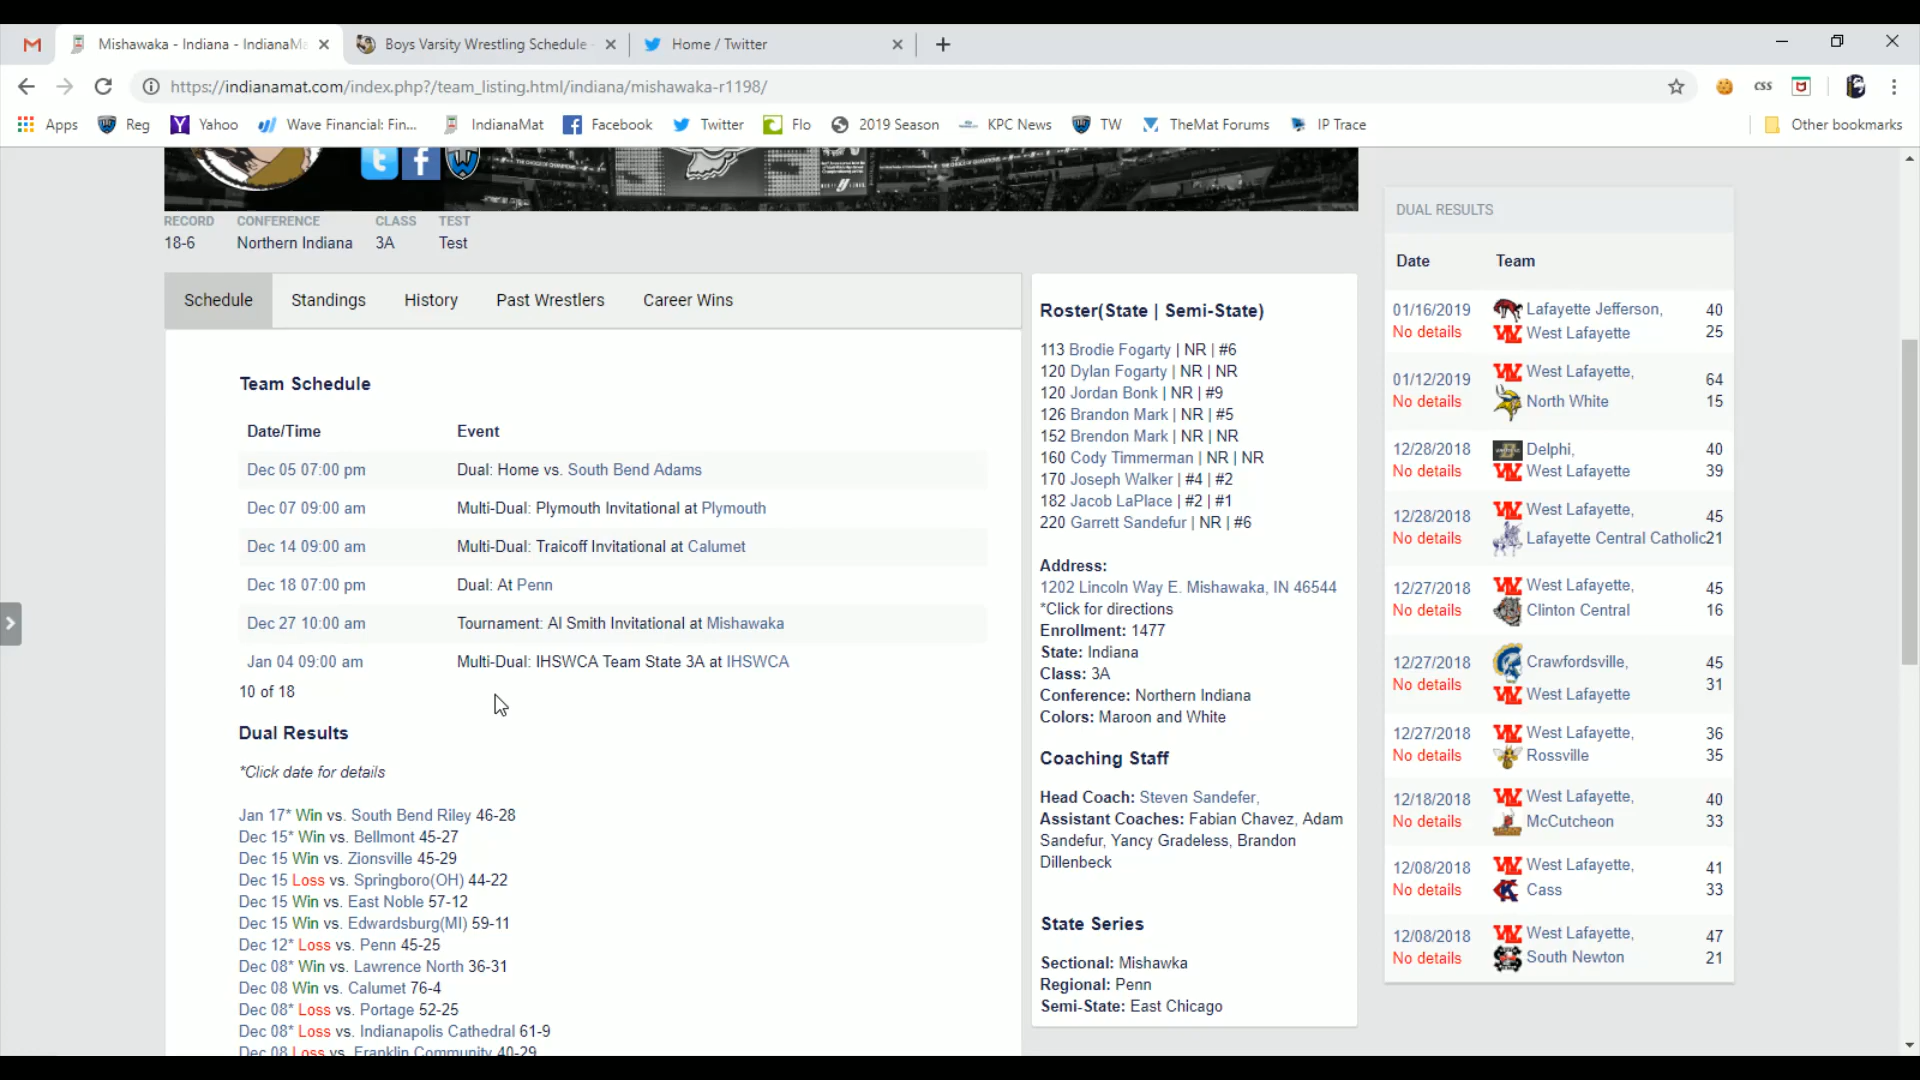 Mishawaka - Indiana - IndianaMa
Boys Varsity Wrestling Schedule -
Home / Twitter
https://indianamat.com/index.php?/team_listing.html/indiana/mishawaka-r1198/
css
Apps
Reg
Yahoo
Wave Financial: Fin...
IndianaMat
Facebook
Twitter
Flo
2019 Season
KPC News
TW
TheMat Forums
IP Trace
Other bookmarks
RECORD CONFERENCE CLASS TEST
18-6 Northern Indiana 3A Test
Schedule Standings History Past Wrestlers Career Wins
Team Schedule
Date/Time Event
Dec 05 07:00 pm Dual: Home vs. South Bend Adams
Dec 07 09:00 am Multi-Dual: Plymouth Invitational at Plymouth
Dec 14 09:00 am Multi-Dual: Traicoff Invitational at Calumet
Dec 18 07:00 pm Dual: At Penn
Dec 27 10:00 am Tournament: Al Smith Invitational at Mishawaka
Jan 04 09:00 am Multi-Dual: IHSWCA Team State 3A at IHSWCA
10 of 18
Dual Results
*Click date for details
Jan 17* Win vs. South Bend Riley 46-28
Dec 15* Win vs. Bellmont 45-27
Dec 15 Win vs. Zionsville 45-29
Dec 15 Loss vs. Springboro(OH) 44-22
Dec 15 Win vs. East Noble 57-12
Dec 15 Win vs. Edwardsburg(MI) 59-11
Dec 12* Loss vs. Penn 45-25
Dec 08* Win vs. Lawrence North 36-31
Dec 08 Win vs. Calumet 76-4
Dec 08* Loss vs. Portage 52-25
Dec 08* Loss vs. Indianapolis Cathedral 61-9
Dec 08 Loss vs. Franklin Community 40-29
Roster(State | Semi-State)
113 Brodie Fogarty | NR | #6
120 Dylan Fogarty | NR | NR
120 Jordan Bonk | NR | #9
126 Brandon Mark | NR | #5
152 Brendon Mark | NR | NR
160 Cody Timmerman | NR | NR
170 Joseph Walker | #4 | #2
182 Jacob LaPlace | #2 | #1
220 Garrett Sandefur | NR | #6
Address:
1202 Lincoln Way E. Mishawaka, IN 46544
*Click for directions
Enrollment: 1477
State: Indiana
Class: 3A
Conference: Northern Indiana
Colors: Maroon and White
Coaching Staff
Head Coach: Steven Sandefer,
Assistant Coaches: Fabian Chavez, Adam
Sandefur, Yancy Gradeless, Brandon
Dillenbeck
State Series
Sectional: Mishawka
Regional: Penn
Semi-State: East Chicago
DUAL RESULTS
Date Team
01/16/2019 Lafayette Jefferson, 40
No details West Lafayette 25
01/12/2019 West Lafayette, 64
No details North White 15
12/28/2018 Delphi, 40
No details West Lafayette 39
12/28/2018 West Lafayette, 45
No details Lafayette Central Catholic 21
12/27/2018 West Lafayette, 45
No details Clinton Central 16
12/27/2018 Crawfordsville, 45
No details West Lafayette 31
12/27/2018 West Lafayette, 36
No details Rossville 35
12/18/2018 West Lafayette, 40
No details McCutcheon 33
12/08/2018 West Lafayette, 41
No details Cass 33
12/08/2018 West Lafayette, 47
No details South Newton 21